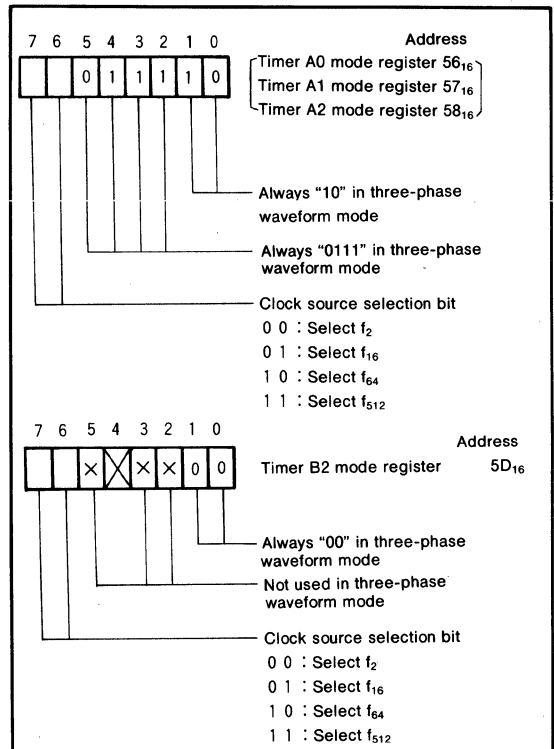 7 6 5 4 3 2 1 0 Address
0 1 1 1 1 0
Timer A0 mode register 56₁₆
Timer A1 mode register 57₁₆
Timer A2 mode register 58₁₆
Always “10” in three-phase
waveform mode
Always “0111” in three-phase
waveform mode
Clock source selection bit
0 0 : Select f₂
0 1 : Select f₁₆
1 0 : Select f₆₄
1 1 : Select f₅₁₂
7 6 5 4 3 2 1 0
Address
× × × × 0 0 Timer B2 mode register 5D₁₆
Always “00” in three-phase
waveform mode
Not used in three-phase
waveform mode
Clock source selection bit
0 0 : Select f₂
0 1 : Select f₁₆
1 0 : Select f₆₄
1 1 : Select f₅₁₂